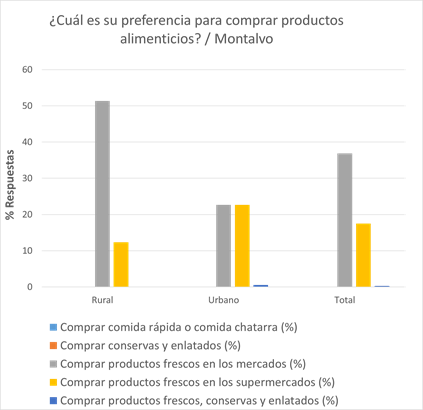 ¿Cuál es su preferencia para comprar productos
alimenticios? / Montalvo
60
50
40
30
20
10
0
% Respuestas
Rural Urbano Total
Comprar comida rápida o comida chatarra (%)
Comprar conservas y enlatados (%)
Comprar productos frescos en los mercados (%)
Comprar productos frescos en los supermercados (%)
Comprar productos frescos, conservas y enlatados (%)